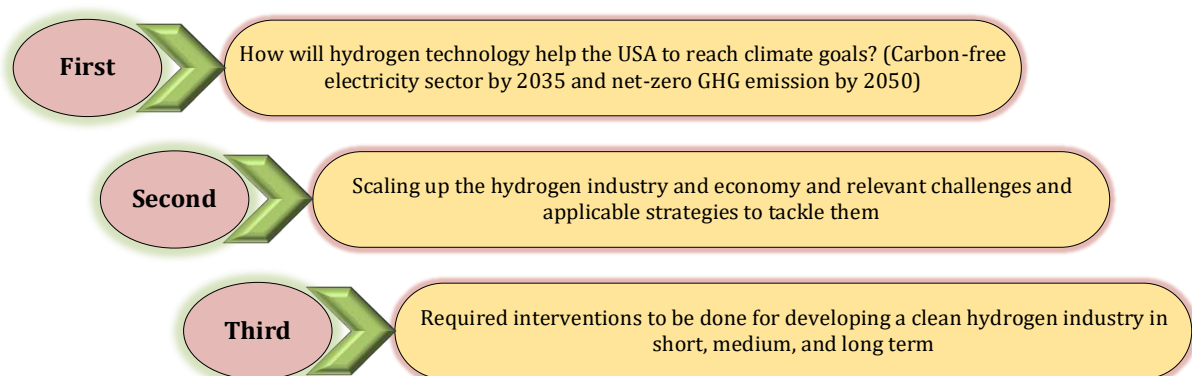 First
How will hydrogen technology help the USA to reach climate goals? (Carbon-free
electricity sector by 2035 and net-zero GHG emission by 2050)
Second
Scaling up the hydrogen industry and economy and relevant challenges and
applicable strategies to tackle them
Third
Required interventions to be done for developing a clean hydrogen industry in
short, medium, and long term